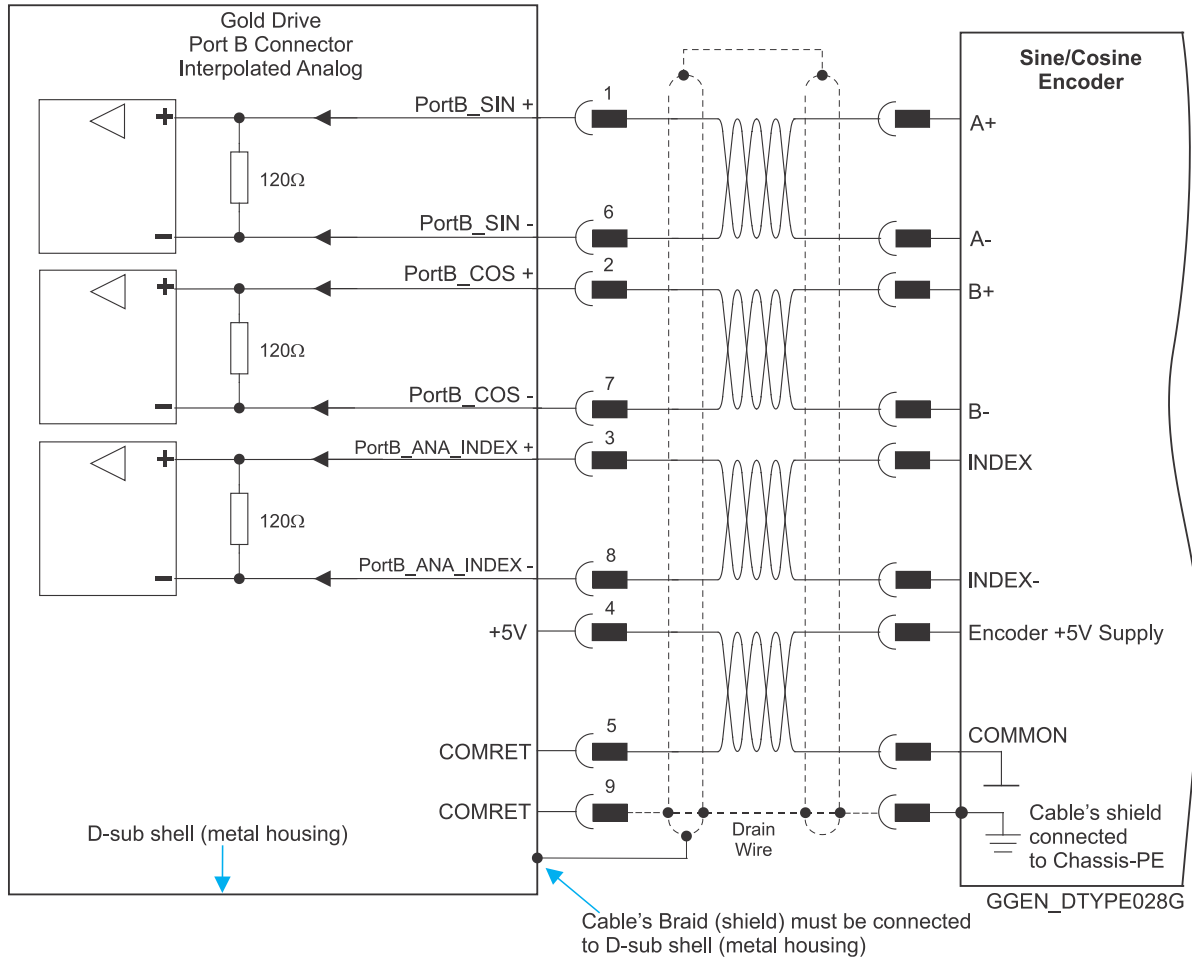 Gold Drive
Port B Connector
Interpolated Analog
Sine/Cosine
Encoder
+
PortB_SIN +
1
A+
120Ω
-
PortB_SIN -
6
A-
+
PortB_COS +
2
B+
120Ω
-
PortB_COS -
7
B-
+
PortB_ANA_INDEX +
3
INDEX
120Ω
-
PortB_ANA_INDEX -
8
INDEX-
+5V
4
Encoder +5V Supply
COMRET
5
COMMON
COMRET
9
Drain
Wire
Cable's shield
connected
to Chassis-PE
D-sub shell (metal housing)
GGEN_DTYPE028G
Cable's Braid (shield) must be connected
to D-sub shell (metal housing)